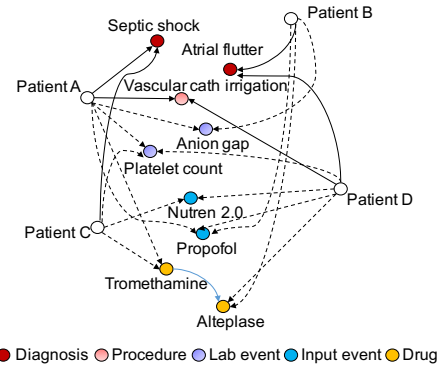 Patient B
Septic shock
Atrial flutter
Patient A
Vascular cath irrigation
Anion gap
Platelet count
Patient D
Nutren 2.0
Patient C
Propofol
Tromethamine
Alteplase
Diagnosis Procedure Lab event Input event Drug